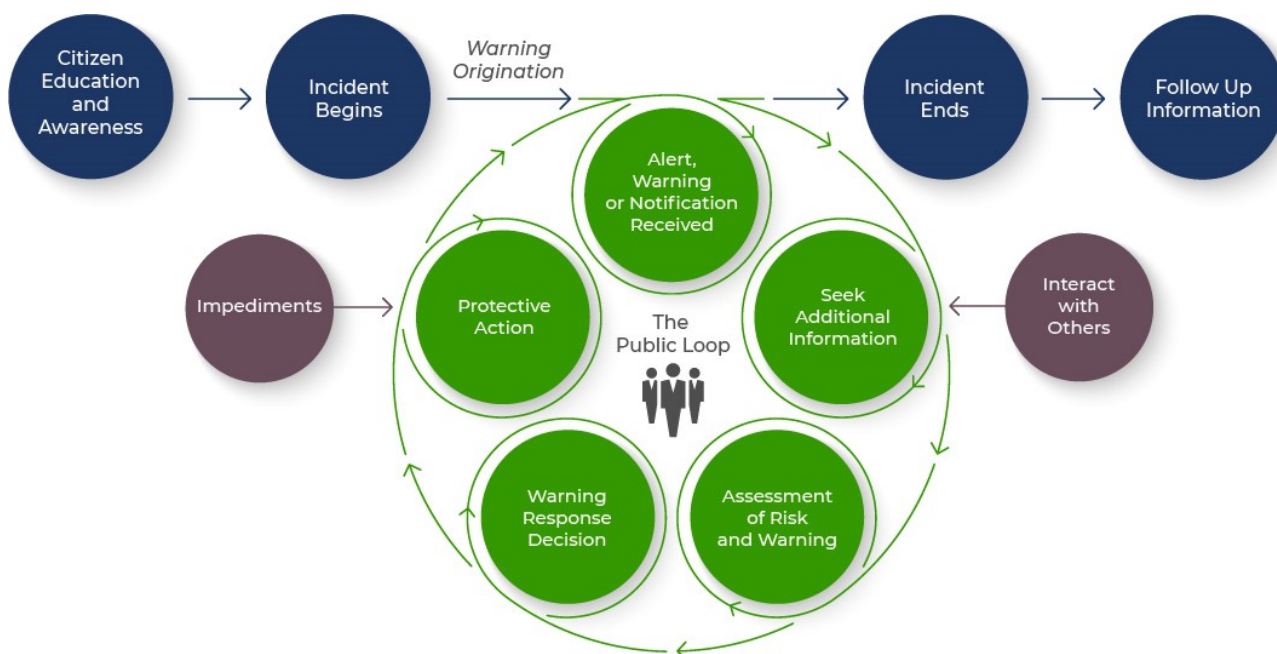 Citizen
Education
and
Awareness
Incident
Begins
Warning
Origination
Incident
Ends
Follow Up
Information
Alert,
Warning
or Notification
Received
Impediments
Protective
Action
The
Public Loop
Seek
Additional
Information
Interact
with
Others
Warning
Response
Decision
Assessment
of Risk
and Warning